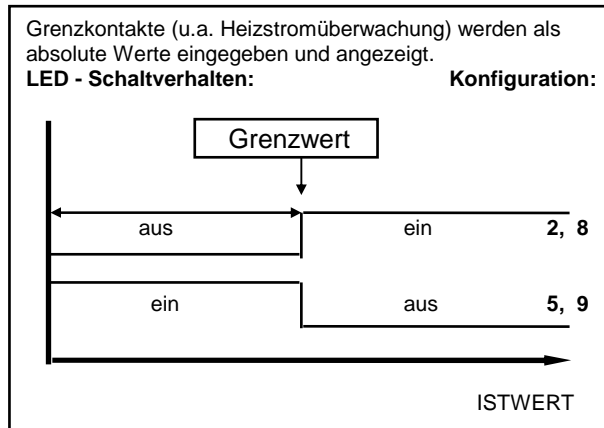 Grenzkontakte (u.a. Heizstromüberwachung) werden als
absolute Werte eingegeben und angezeigt.
LED - Schaltverhalten: Konfiguration:
Grenzwert
aus ein 2, 8
ein aus 5, 9
ISTWERT